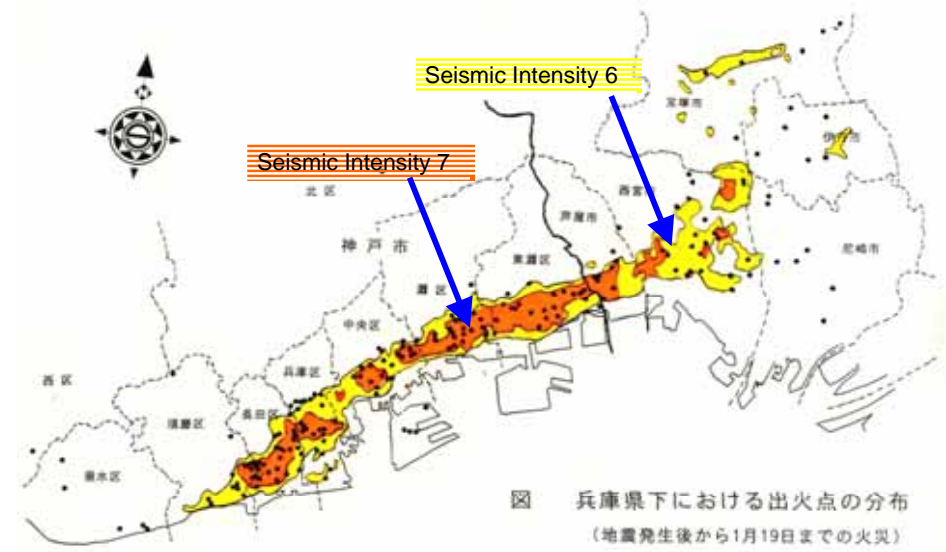 宝塚市
Seismic Intensity 6
Seismic Intensity 7
北区
西宮市
芦屋市
尼崎市
神戸市
東灘区
灘区
中央区
兵庫区
西区
長田区
須磨区
垂水区
図 兵庫県下における出火点の分布
(地震発生後から1月19日までの火災)